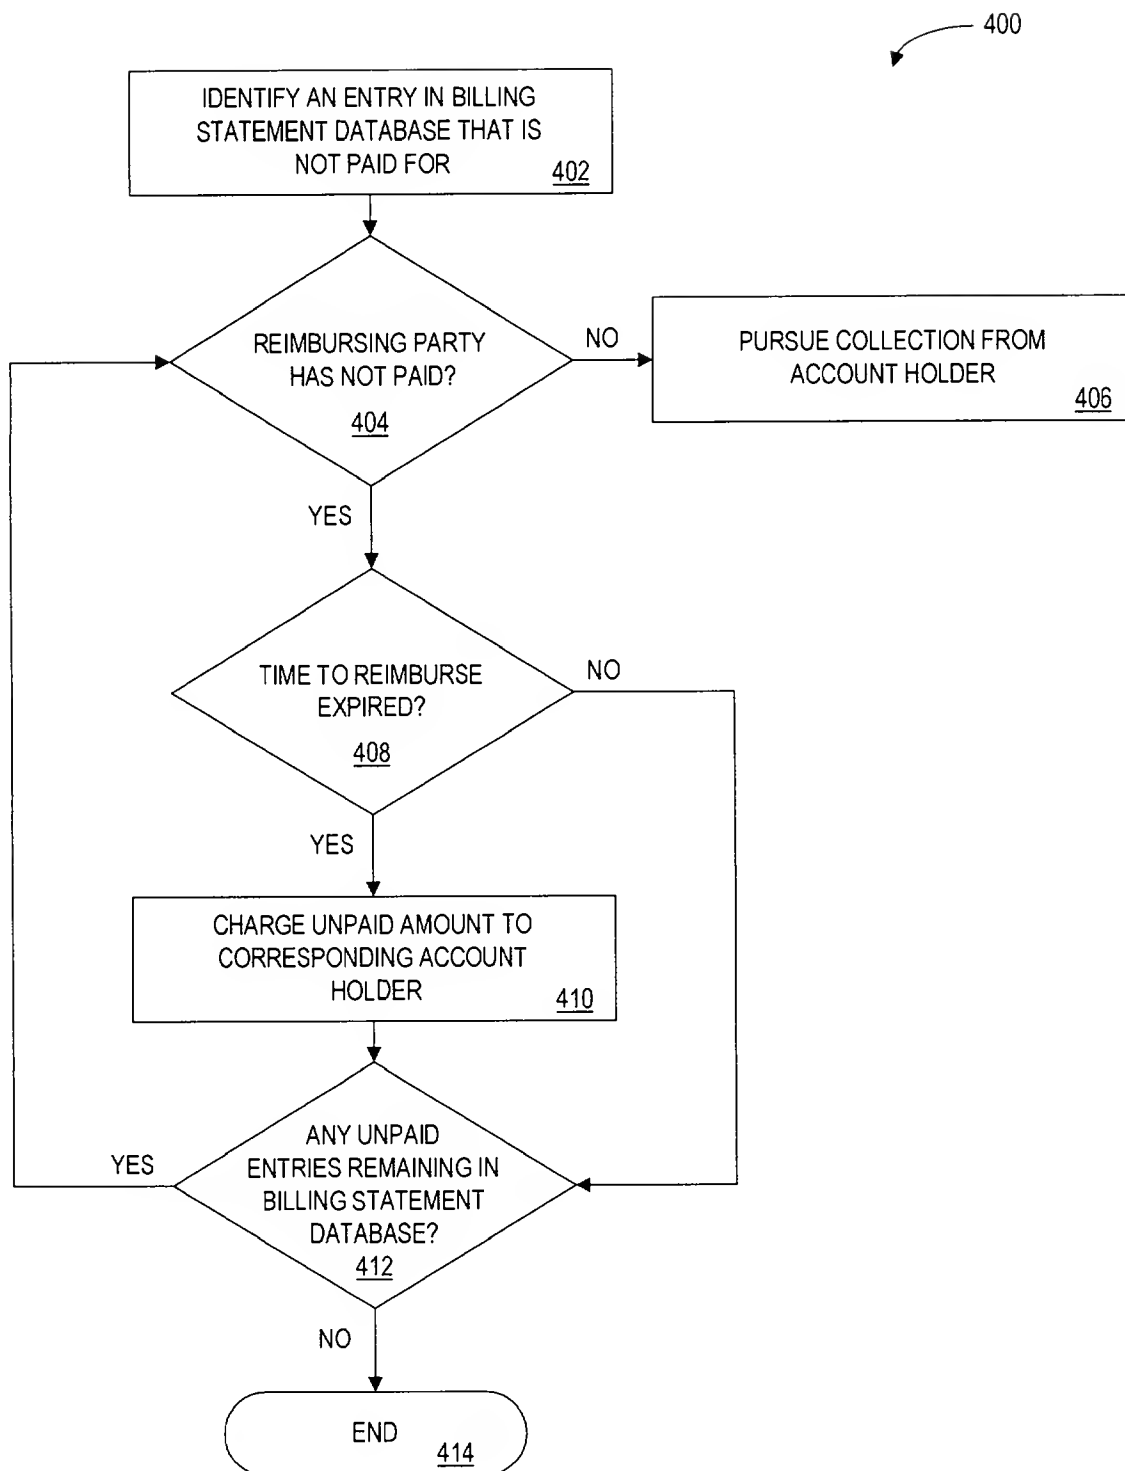 400
IDENTIFY AN ENTRY IN BILLING
STATEMENT DATABASE THAT IS
NOT PAID FOR
402
REIMBURSING PARTY
HAS NOT PAID?
404
NO
PURSUE COLLECTION FROM
ACCOUNT HOLDER
406
YES
TIME TO REIMBURSE
EXPIRED?
408
NO
YES
CHARGE UNPAID AMOUNT TO
CORRESPONDING ACCOUNT
HOLDER
410
ANY UNPAID
ENTRIES REMAINING IN
BILLING STATEMENT
DATABASE?
412
YES
NO
END
414